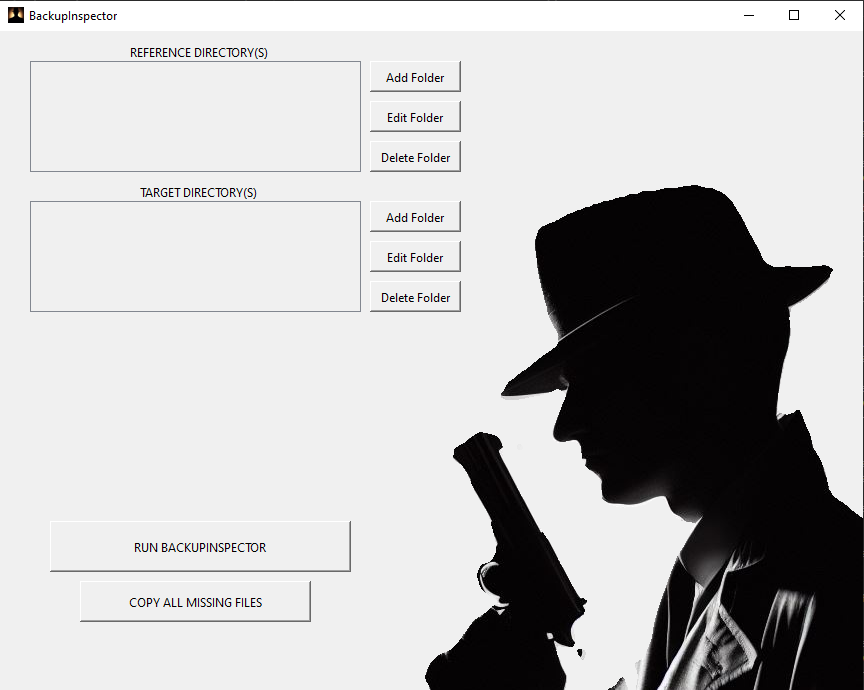 BackupInspector
REFERENCE DIRECTORY(S)
Add Folder
Edit Folder
Delete Folder
TARGET DIRECTORY(S)
Add Folder
Edit Folder
Delete Folder
RUN BACKUPINSPECTOR
COPY ALL MISSING FILES